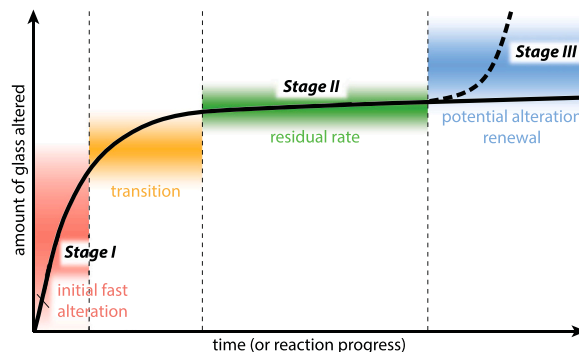 Stage III
Stage II
potential alteration
renewal
residual rate
transition
Stage I
initial fast
alteration
amount of glass altered
time (or reaction progress)